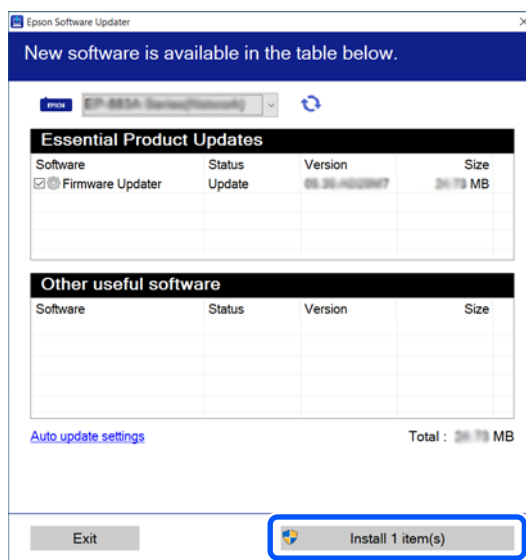 Epson Software Updater
New software is available in the table below.
EPSON
Essential Product Updates
Software Status Version Size
Firmware Updater Update MB
Other useful software
Software Status Version Size
Auto update settings Total : MB
Exit Install 1 item(s)